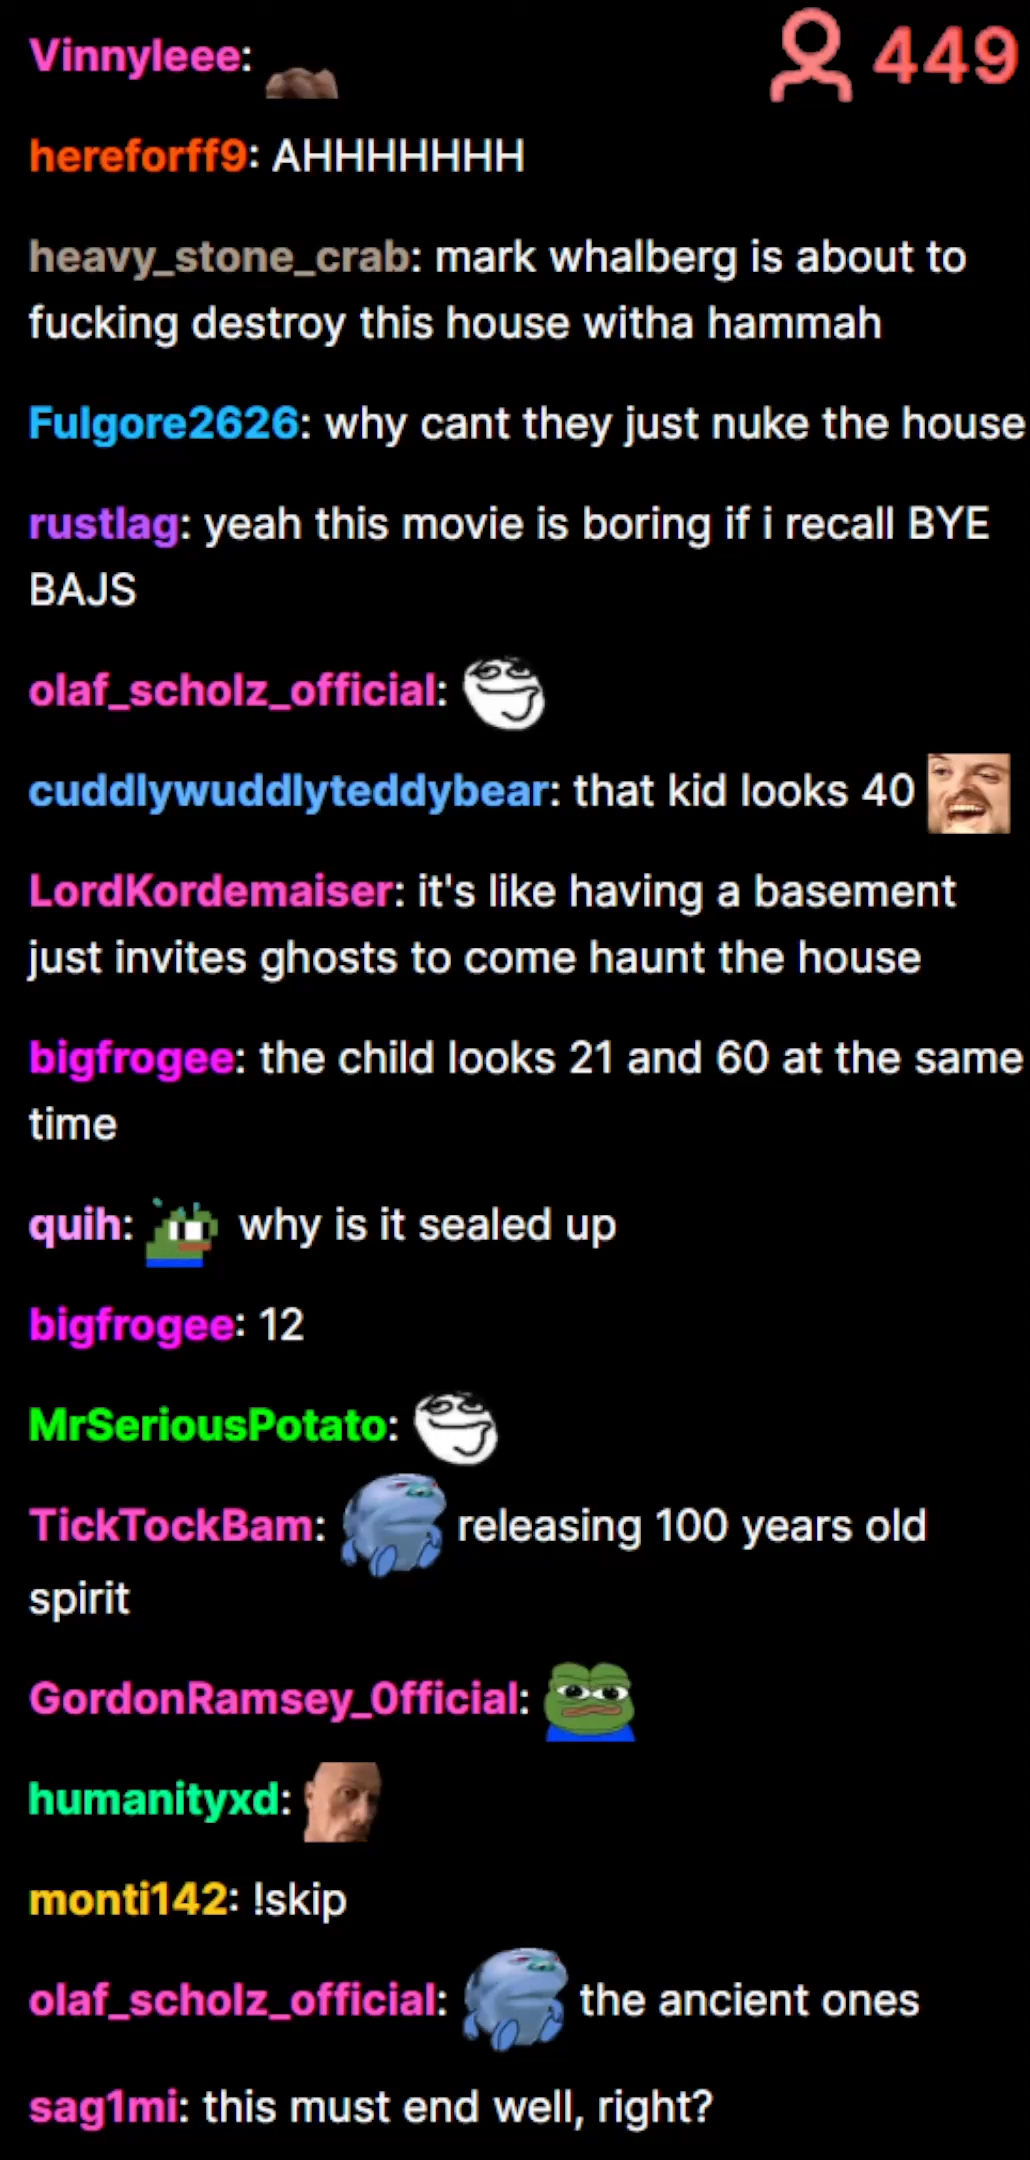 Vinnyleee:
449
hereforff9: AHHHHHHH
heavy_stone_crab: mark whalberg is about to
fucking destroy this house witha hammah
Fulgore2626: why cant they just nuke the house
rustlag: yeah this movie is boring if i recall BYE
BAJS
olaf_scholz_official:
cuddlywuddlyteddybear: that kid looks 40
LordKordemaiser: it's like having a basement
just invites ghosts to come haunt the house
bigfrogee: the child looks 21 and 60 at the same
time
quih: why is it sealed up
bigfrogee: 12
MrSeriousPotato:
TickTockBam: releasing 100 years old
spirit
GordonRamsey_0fficial:
humanityxd:
monti142: !skip
olaf_scholz_official: the ancient ones
sag1mi: this must end well, right?